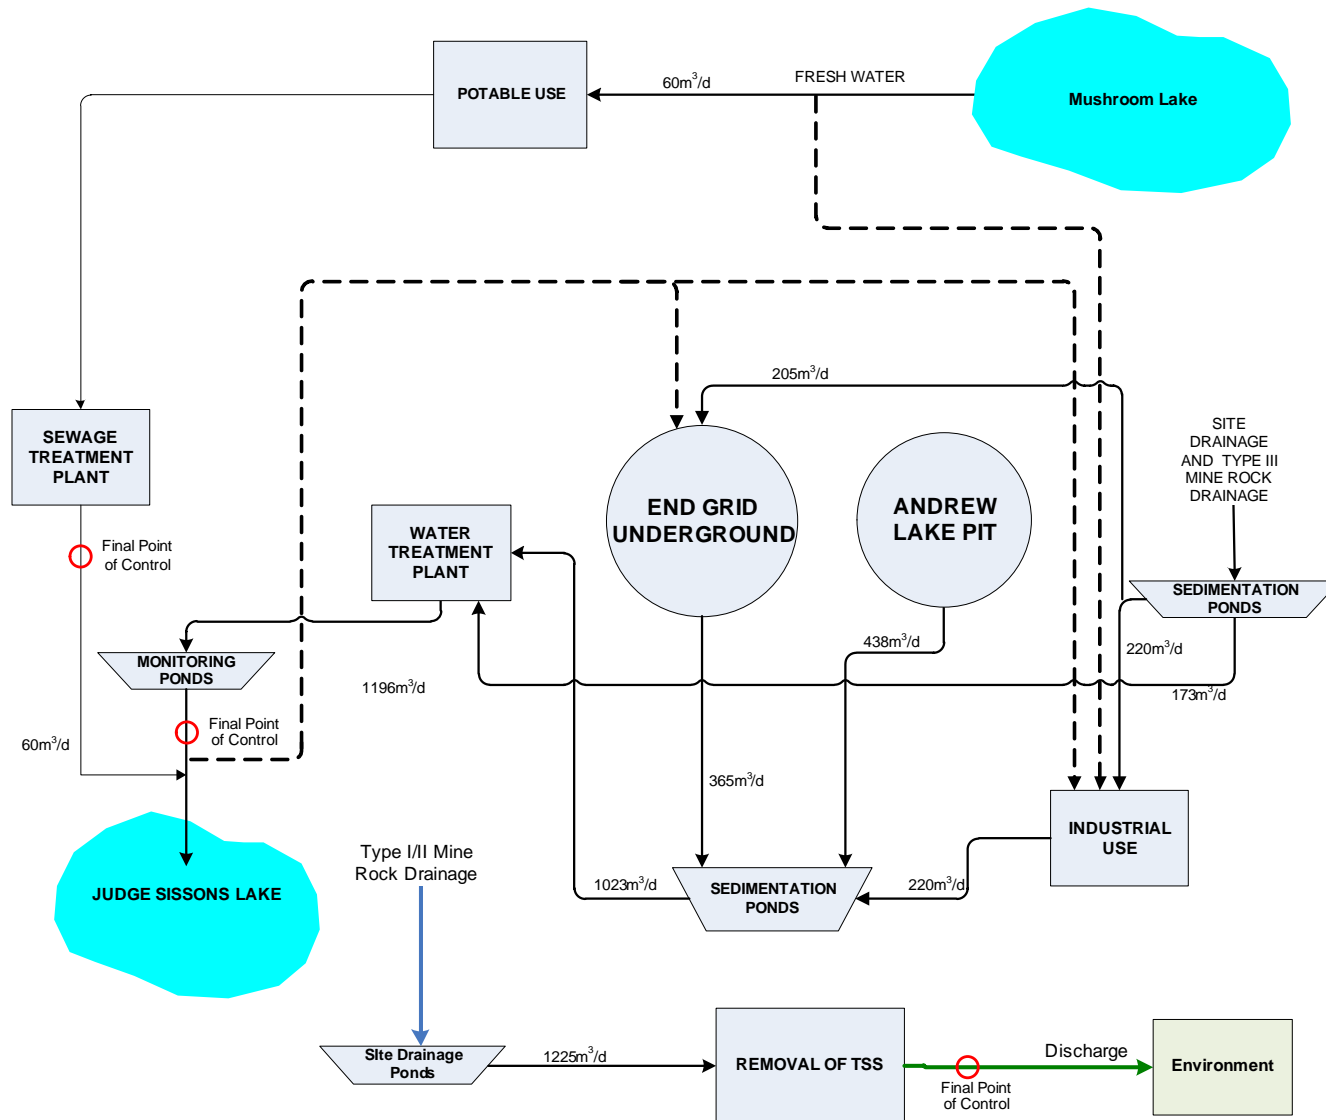 POTABLE USE
60m³/d
FRESH WATER
Mushroom Lake
205m³/d
SITE
DRAINAGE
AND TYPE III
MINE ROCK
DRAINAGE
SEWAGE
TREATMENT
PLANT
END GRID
UNDERGROUND
ANDREW
LAKE PIT
WATER
TREATMENT
PLANT
Final Point
of Control
SEDIMENTATION
PONDS
438m³/d
220m³/d
MONITORING
PONDS
1196m³/d
173m³/d
Final Point
of Control
60m³/d
365m³/d
INDUSTRIAL
USE
Type I/II Mine
Rock Drainage
JUDGE SISSONS LAKE
1023m³/d
SEDIMENTATION
PONDS
220m³/d
SIte Drainage
Ponds
1225m³/d
REMOVAL OF TSS
Discharge
Final Point
of Control
Environment